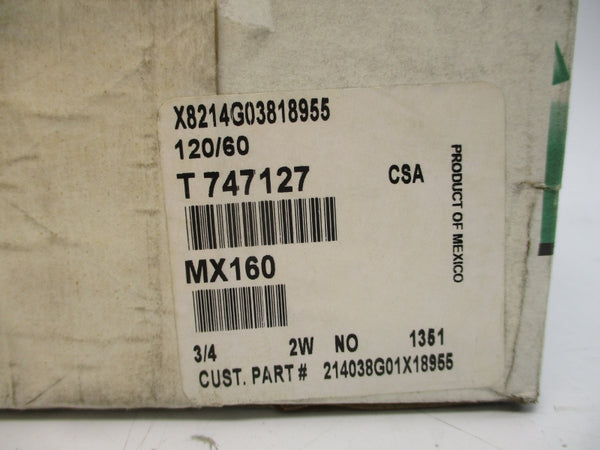 X8214G03818955
120/60
T 747127 CSA
MX160
3/4 2W NO 1351
CUST. PART # 214038G01X18955
PRODUCT OF MEXICO